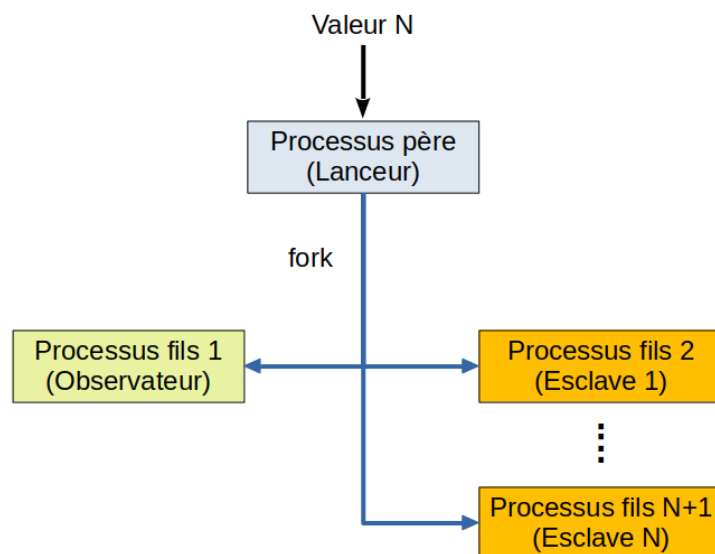 Valeur N
Processus père
(Lanceur)
fork
Processus fils 1
(Observateur)
Processus fils 2
(Esclave 1)
Processus fils N+1
(Esclave N)